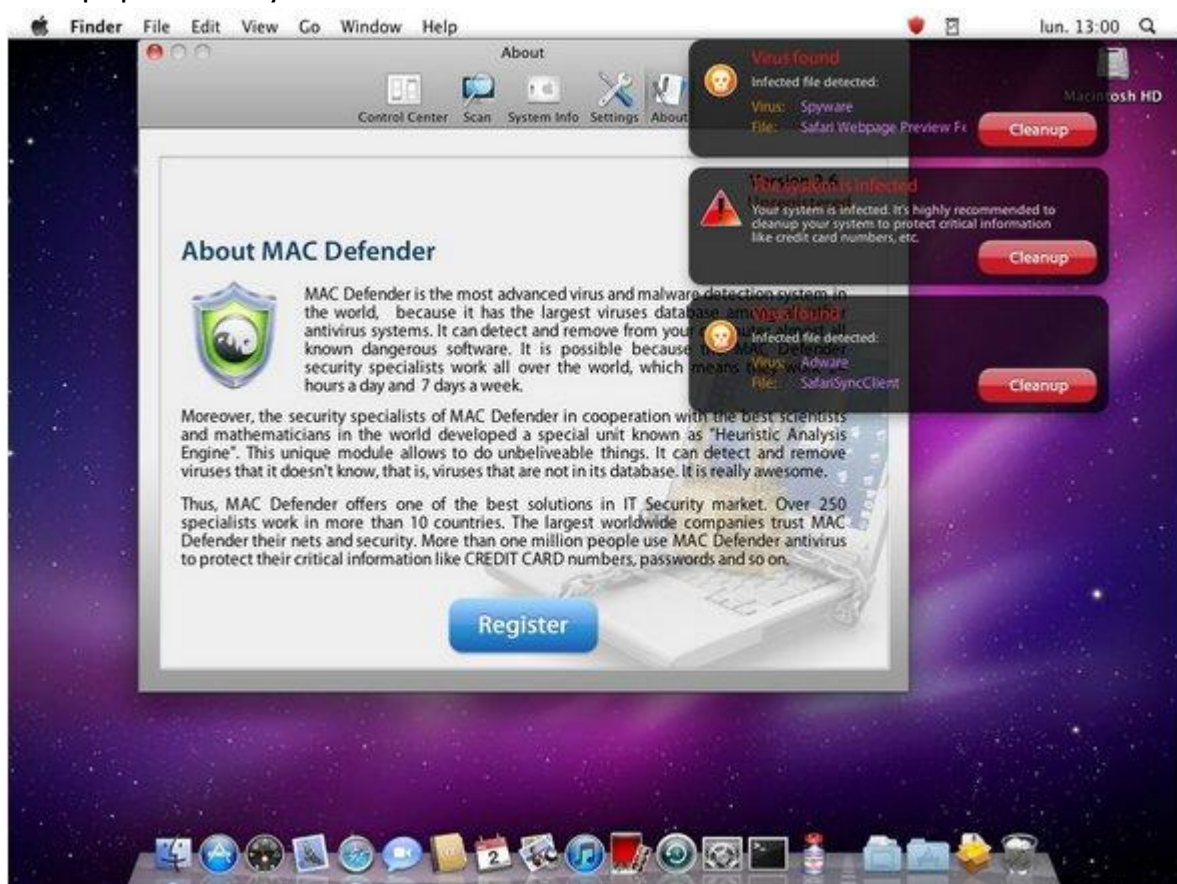 Finder File Edit View Go Window Help lun. 13:00
About
Control Center Scan System Info Settings About
Macintosh HD
Virus found
Infected file detected:
Virus: Spyware
File: Safari Webpage Preview Fe
Cleanup
Version 2.6
Unregistered
The system is infected
Your system is infected. It's highly recommended to
cleanup your system to protect critical information
like credit card numbers, etc.
Cleanup
Virus found
Infected file detected:
Virus: Adware
File: SafariSyncClient
Cleanup
About MAC Defender
MAC Defender is the most advanced virus and malware detection system in
the world, because it has the largest viruses database
antivirus systems. It can detect and remove from your computer almost all
known dangerous software. It is possible because the MAC Defender
security specialists work all over the world, which means they work
hours a day and 7 days a week.
Moreover, the security specialists of MAC Defender in cooperation with the best scientists
and mathematicians in the world developed a special unit known as "Heuristic Analysis
Engine". This unique module allows to do unbeliveable things. It can detect and remove
viruses that it doesn't know, that is, viruses that are not in its database. It is really awesome.
Thus, MAC Defender offers one of the best solutions in IT Security market. Over 250
specialists work in more than 10 countries. The largest worldwide companies trust MAC
Defender their nets and security. More than one million people use MAC Defender antivirus
to protect their critical information like CREDIT CARD numbers, passwords and so on.
Register
2